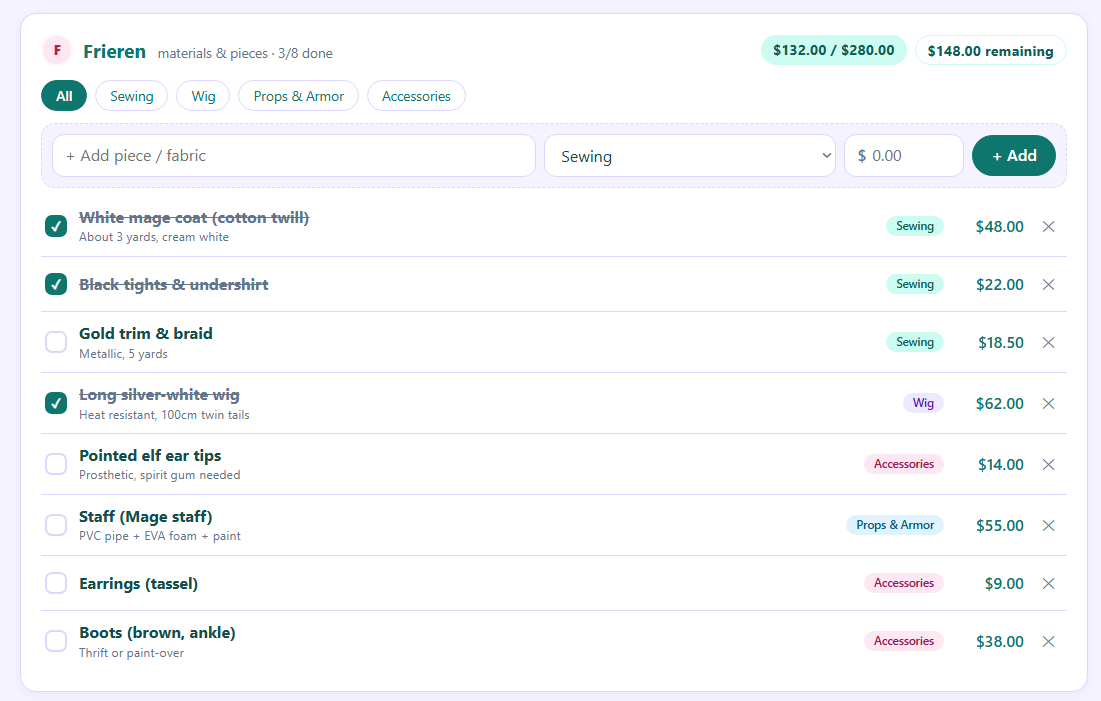 F Frieren materials & pieces · 3/8 done $132.00 / $280.00 $148.00 remaining
All Sewing Wig Props & Armor Accessories
+ Add piece / fabric Sewing $ 0.00 + Add
White mage coat (cotton twill) Sewing $48.00
About 3 yards, cream white
Black tights & undershirt Sewing $22.00
Gold trim & braid Sewing $18.50
Metallic, 5 yards
Long silver-white wig Wig $62.00
Heat resistant, 100cm twin tails
Pointed elf ear tips Accessories $14.00
Prosthetic, spirit gum needed
Staff (Mage staff) Props & Armor $55.00
PVC pipe + EVA foam + paint
Earrings (tassel) Accessories $9.00
Boots (brown, ankle) Accessories $38.00
Thrift or paint-over